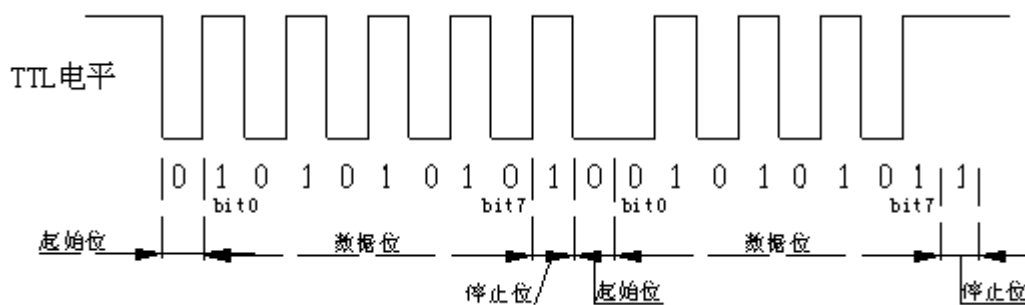 TTL电平
0 1 0 1 0 1 0 1 0 1 0 0 1 0 1 0 1 0 1 1
bit0 bit7 bit0 bit7
起始位 数据位 数据位
停止位 起始位 停止位